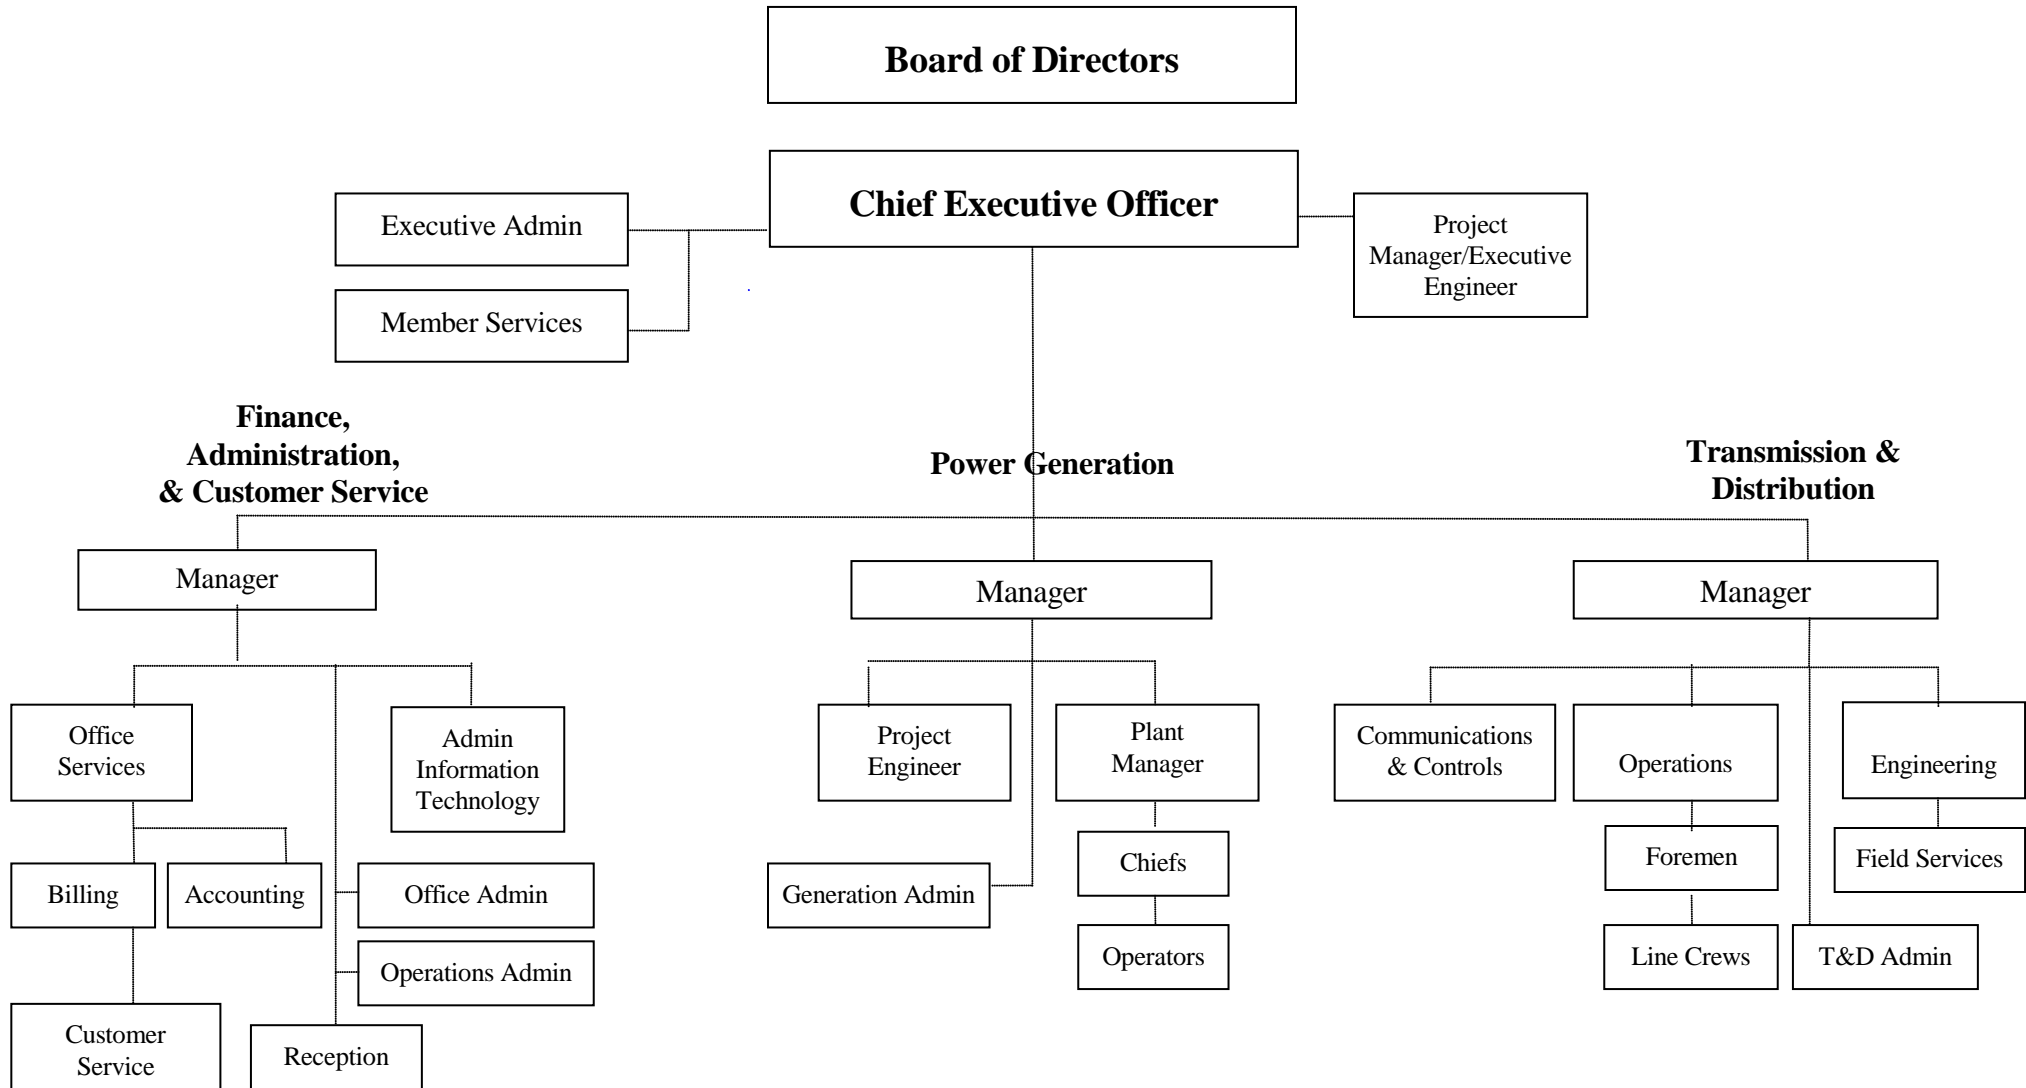 Board of Directors
Chief Executive Officer
Executive Admin
Project
Manager/Executive
Engineer
Member Services
Finance,
Administration,
& Customer Service
Power Generation
Transmission &
Distribution
Manager
Manager
Manager
Office
Services
Admin
Information
Technology
Project
Engineer
Plant
Manager
Communications
& Controls
Operations
Engineering
Billing
Accounting
Office Admin
Generation Admin
Chiefs
Foremen
Field Services
Operations Admin
Operators
Line Crews
T&D Admin
Customer
Service
Reception